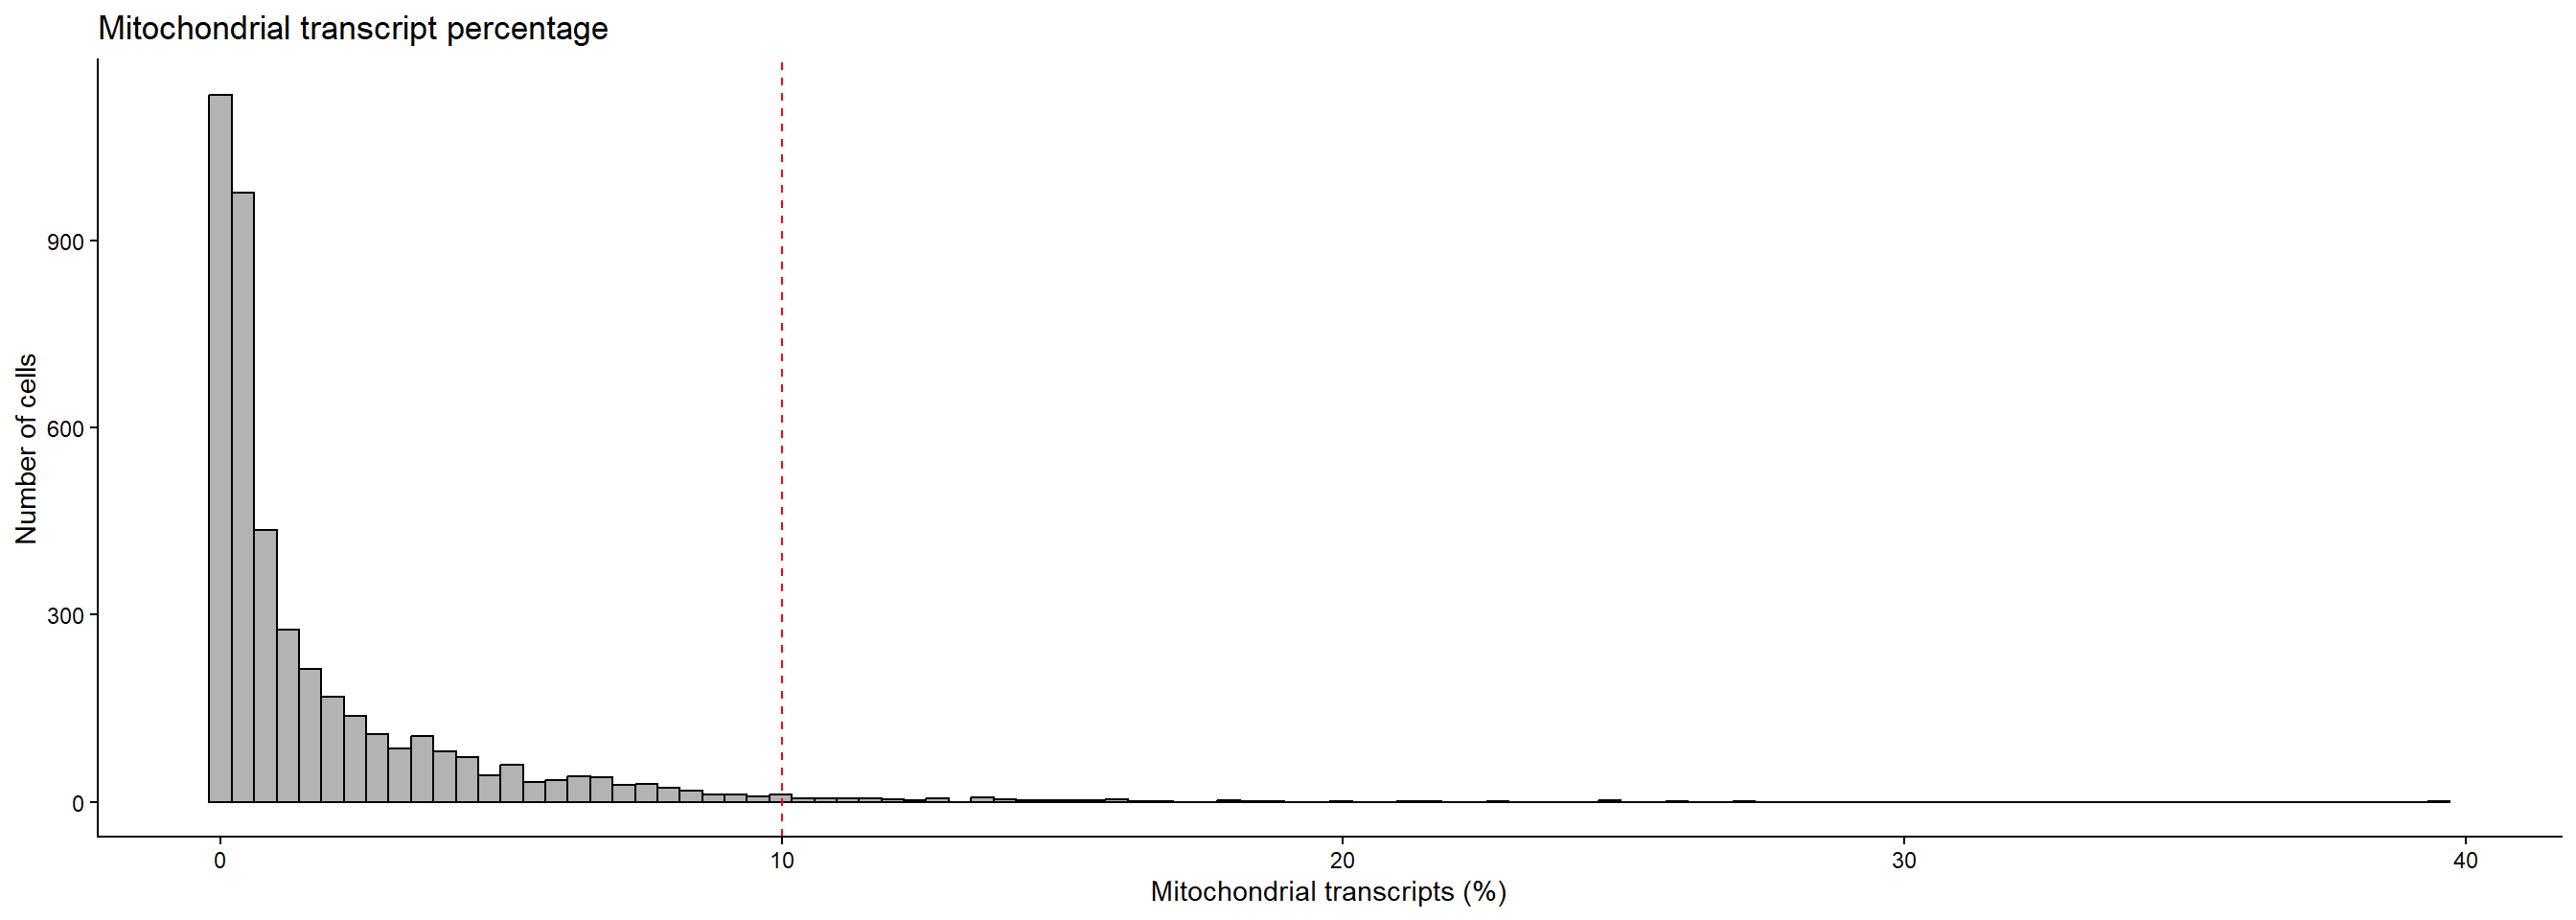 Mitochondrial transcript percentage
Number of cells
900
600
300
0
0 10 20 30 40
Mitochondrial transcripts (%)